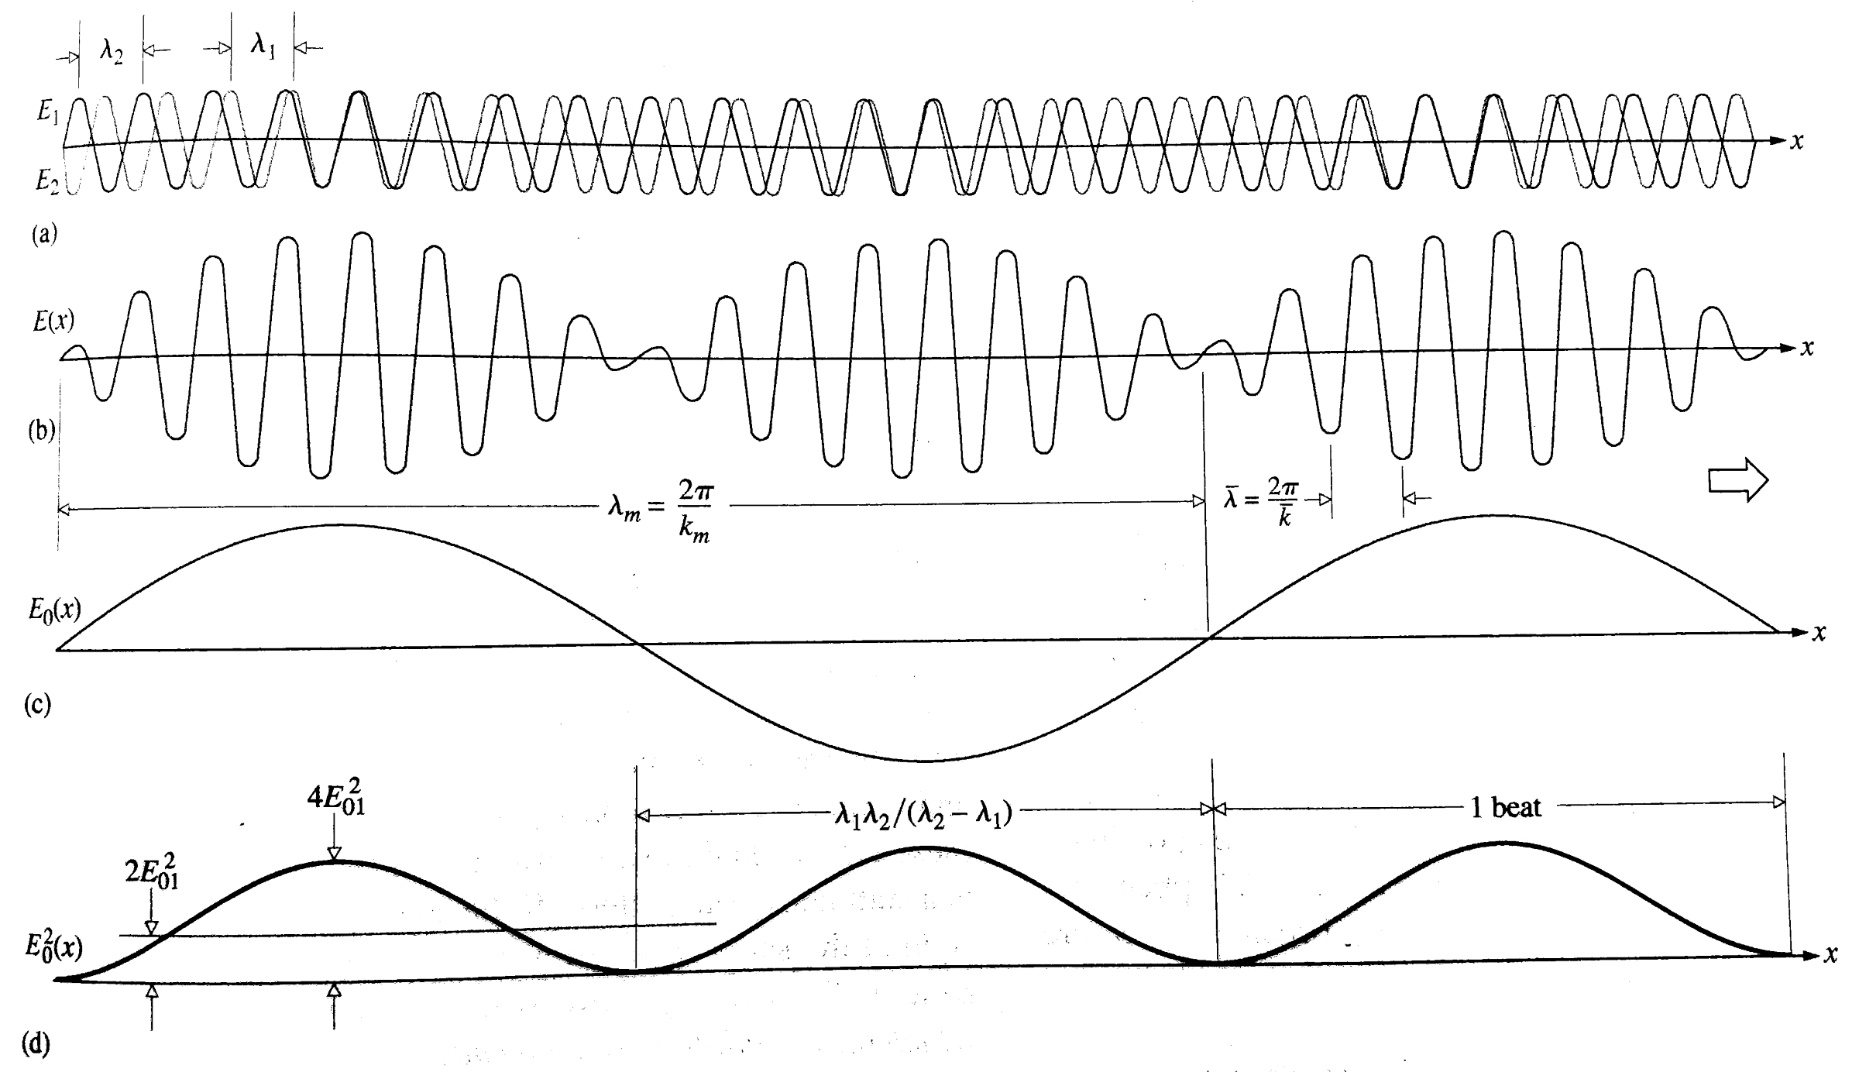 λ₂ λ₁
E₁
x
E₂
(a)
E(x)
x
(b)
λₘ = 2π/kₘ
λ̄ = 2π/k̄
E₀(x)
x
(c)
4E₀₁²
λ₁λ₂/(λ₂ − λ₁) 1 beat
2E₀₁²
E₀²(x)
x
(d)